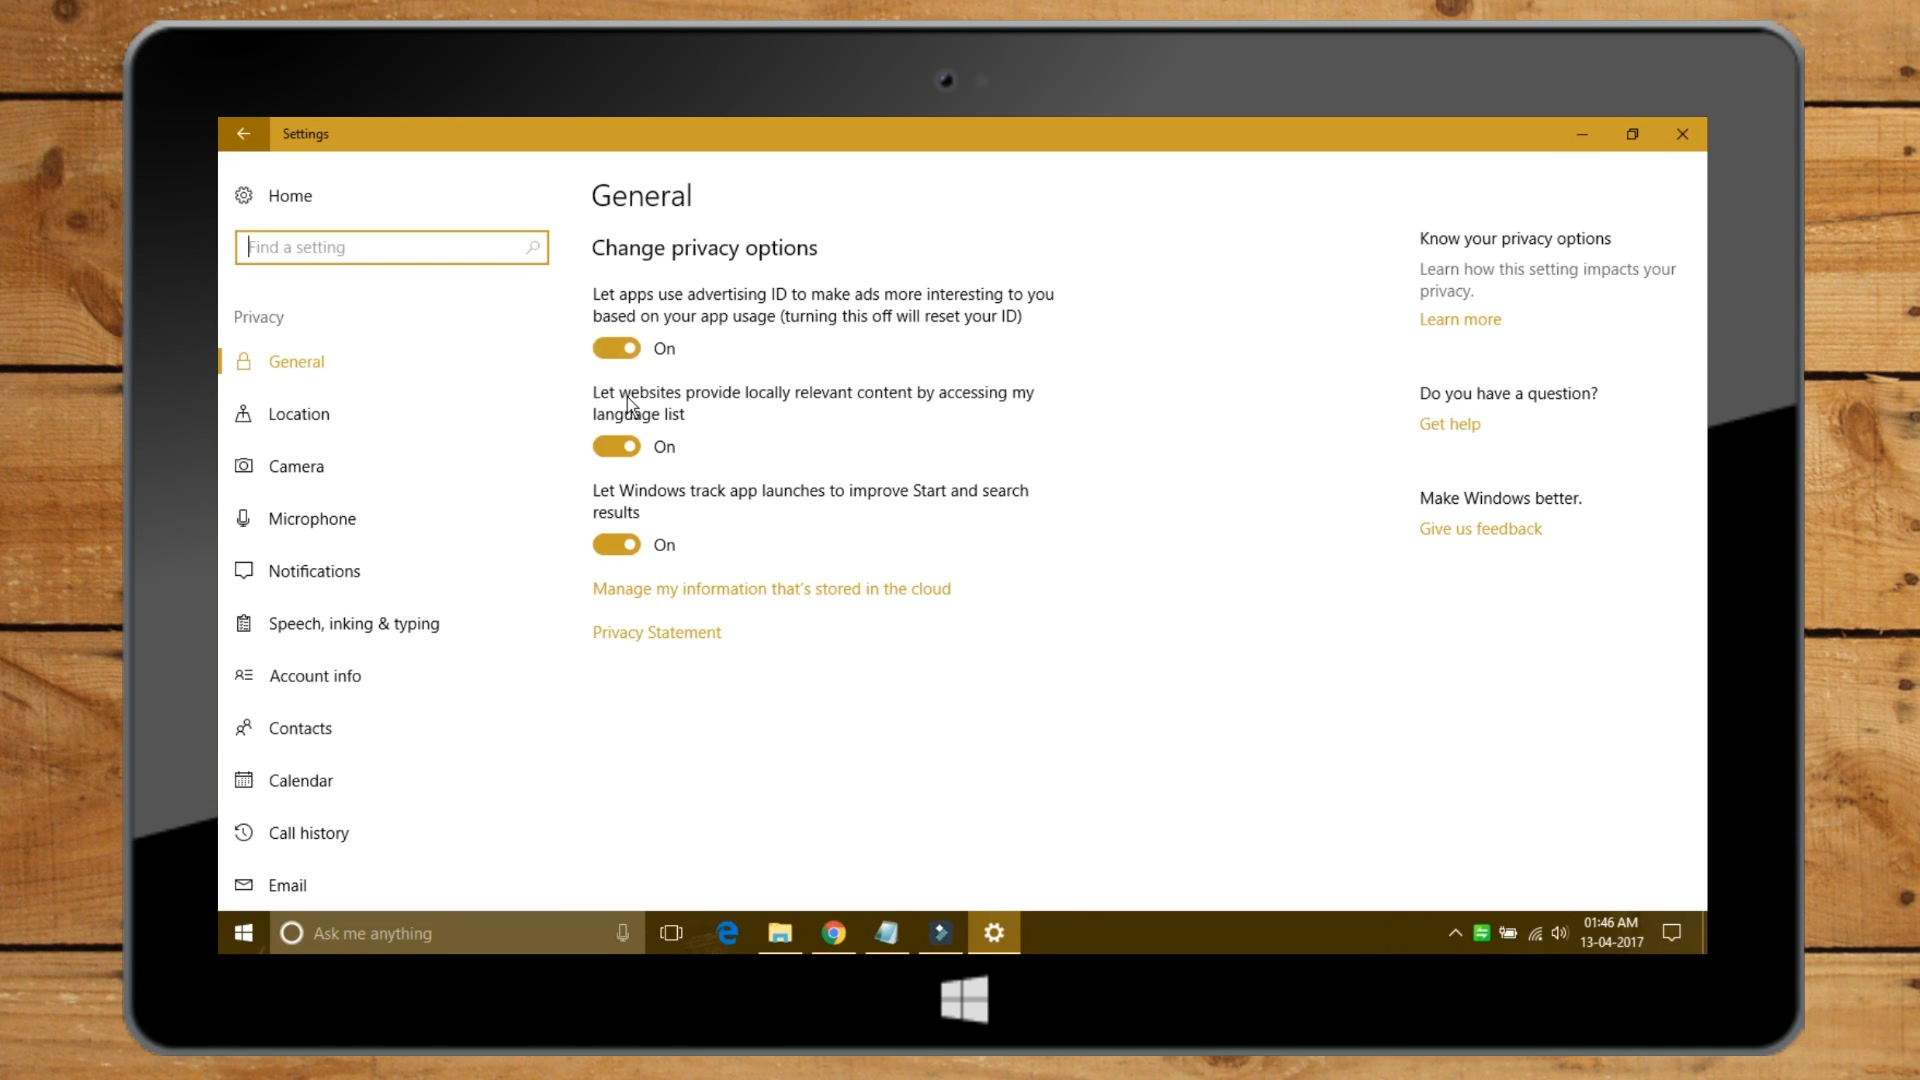 Settings
Home
Find a setting
Privacy
General
Location
Camera
Microphone
Notifications
Speech, inking & typing
Account info
Contacts
Calendar
Call history
Email
General
Change privacy options
Let apps use advertising ID to make ads more interesting to you
based on your app usage (turning this off will reset your ID)
On
Let websites provide locally relevant content by accessing my
language list
On
Let Windows track app launches to improve Start and search
results
On
Manage my information that's stored in the cloud
Privacy Statement
Know your privacy options
Learn how this setting impacts your
privacy.
Learn more
Do you have a question?
Get help
Make Windows better.
Give us feedback
Ask me anything
01:46 AM
13-04-2017